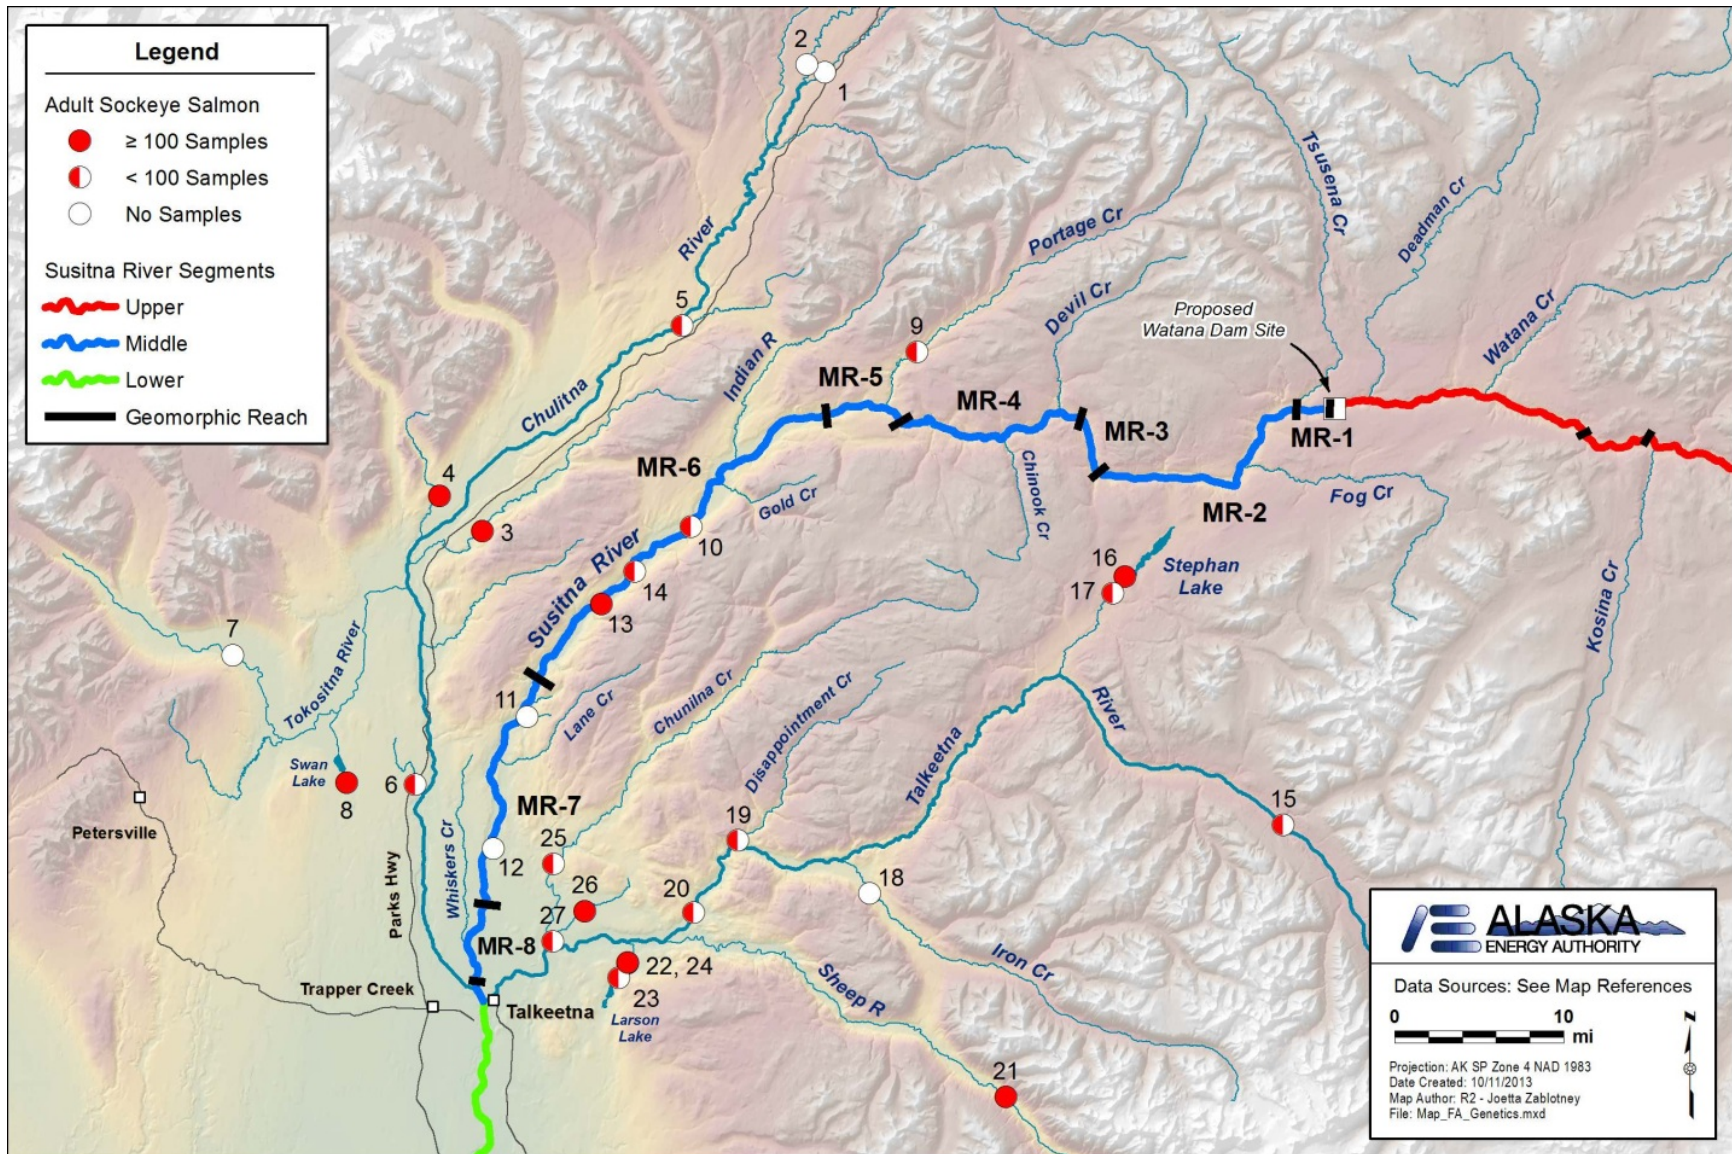 Legend
Adult Sockeye Salmon
≥ 100 Samples
< 100 Samples
No Samples
Susitna River Segments
Upper
Middle
Lower
Geomorphic Reach
2
1
Tsusena Cr
Deadman Cr
Portage Cr
River
5
Indian R
9
Devil Cr
Proposed
Watana Dam Site
Watana Cr
Chulitna
MR-5
MR-4
MR-3
MR-1
MR-6
4
3
Gold Cr
Chinook Cr
MR-2
Fog Cr
10
Susitna River
14
13
16
17
Stephan
Lake
Kosina Cr
7
Tokositna River
11
Lane Cr
Chunilna Cr
Disappointment Cr
River
Talkeetna
Swan
Lake
8
6
Petersville
Parks Hwy
Whiskers Cr
MR-7
12
25
26
27
19
20
18
15
MR-8
22, 24
23
Larson
Lake
Sheep R
Iron Cr
Trapper Creek
Talkeetna
21
ALASKA
ENERGY AUTHORITY
Data Sources: See Map References
0 10
mi
N
Projection: AK SP Zone 4 NAD 1983
Date Created: 10/11/2013
Map Author: R2 - Joetta Zablotney
File: Map_FA_Genetics.mxd